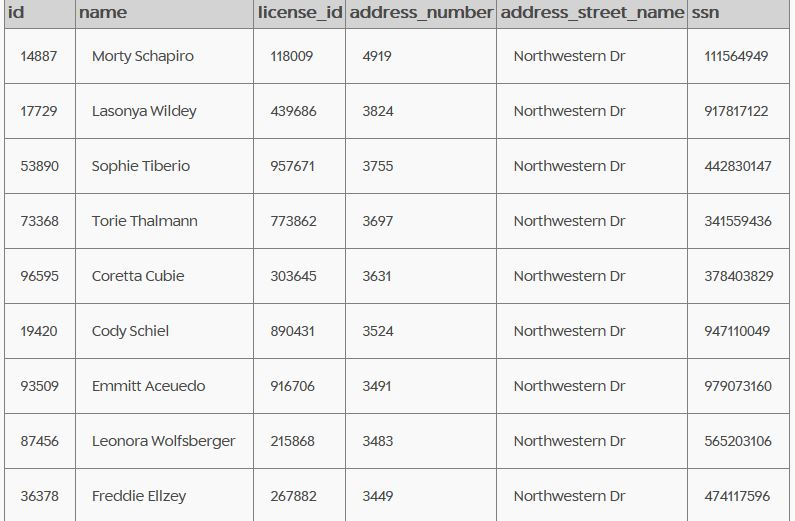 id name license_id address_number address_street_name ssn
14887 Morty Schapiro 118009 4919 Northwestern Dr 111564949
17729 Lasonya Wildey 439686 3824 Northwestern Dr 917817122
53890 Sophie Tiberio 957671 3755 Northwestern Dr 442830147
73368 Torie Thalmann 773862 3697 Northwestern Dr 341559436
96595 Coretta Cubie 303645 3631 Northwestern Dr 378403829
19420 Cody Schiel 890431 3524 Northwestern Dr 947110049
93509 Emmitt Aceuedo 916706 3491 Northwestern Dr 979073160
87456 Leonora Wolfsberger 215868 3483 Northwestern Dr 565203106
36378 Freddie Ellzey 267882 3449 Northwestern Dr 474117596